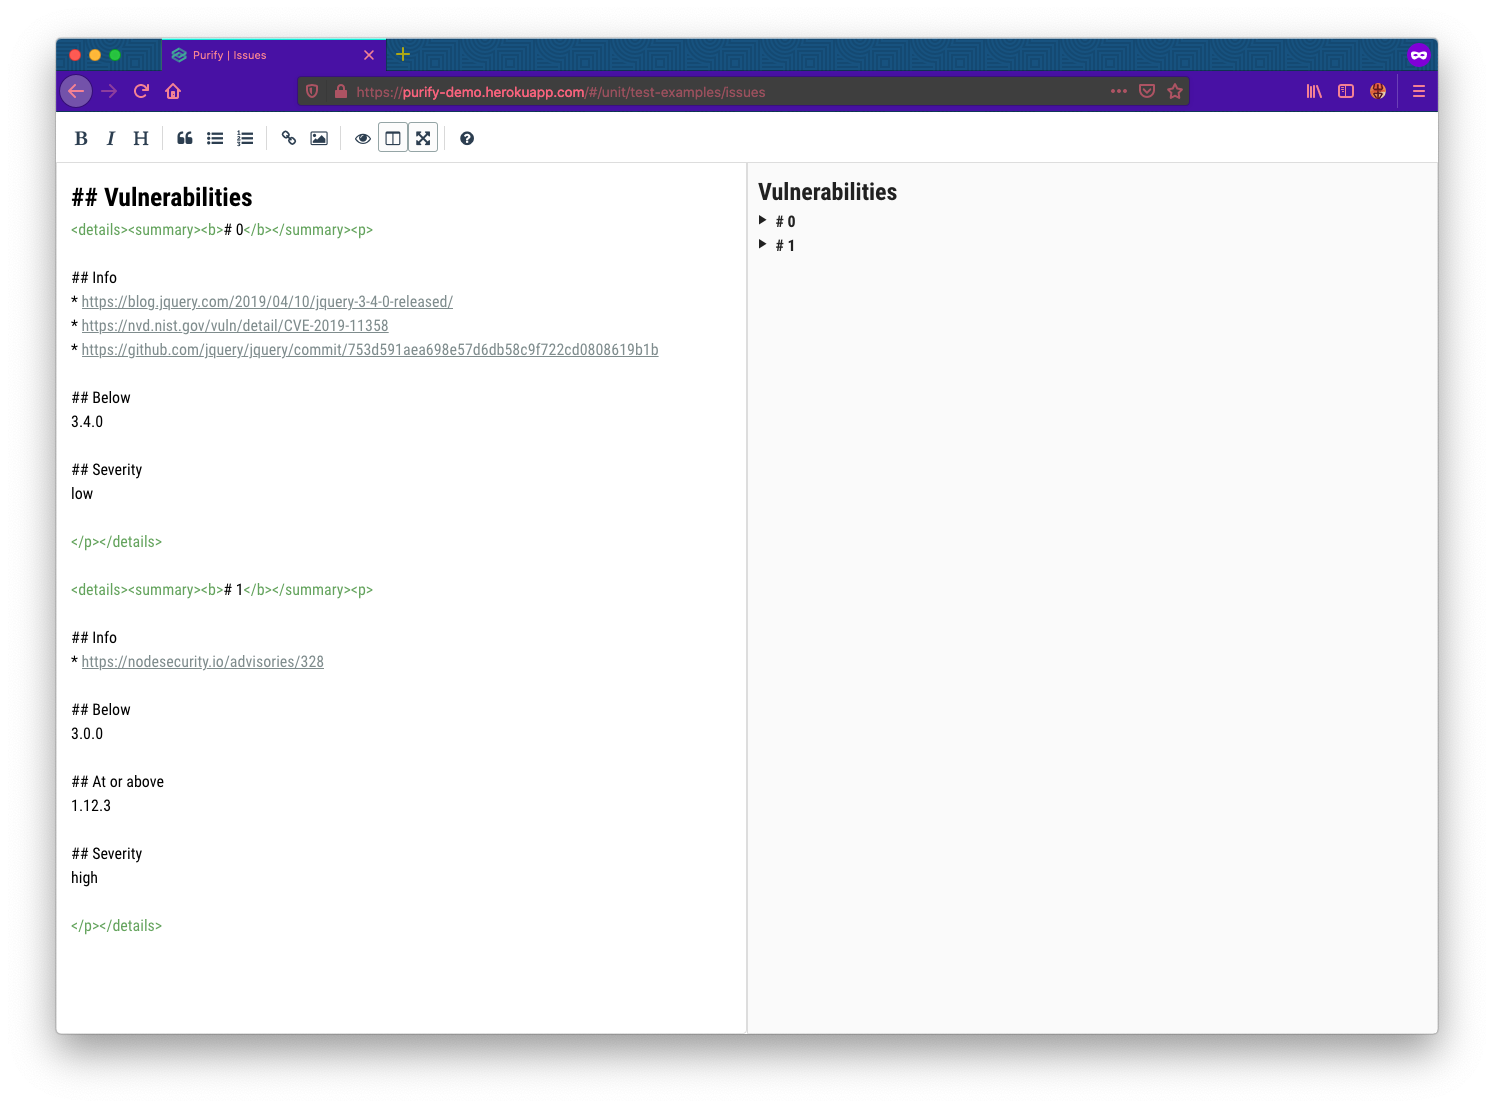 Purify | Issues
https://purify-demo.herokuapp.com/#/unit/test-examples/issues
B I H
## Vulnerabilities
<details><summary><b># 0</b></summary><p>
## Info
* https://blog.jquery.com/2019/04/10/jquery-3-4-0-released/
* https://nvd.nist.gov/vuln/detail/CVE-2019-11358
* https://github.com/jquery/jquery/commit/753d591aea698e57d6db58c9f722cd0808619b1b
## Below
3.4.0
## Severity
low
</p></details>
<details><summary><b># 1</b></summary><p>
## Info
* https://nodesecurity.io/advisories/328
## Below
3.0.0
## At or above
1.12.3
## Severity
high
</p></details>
Vulnerabilities
# 0
# 1